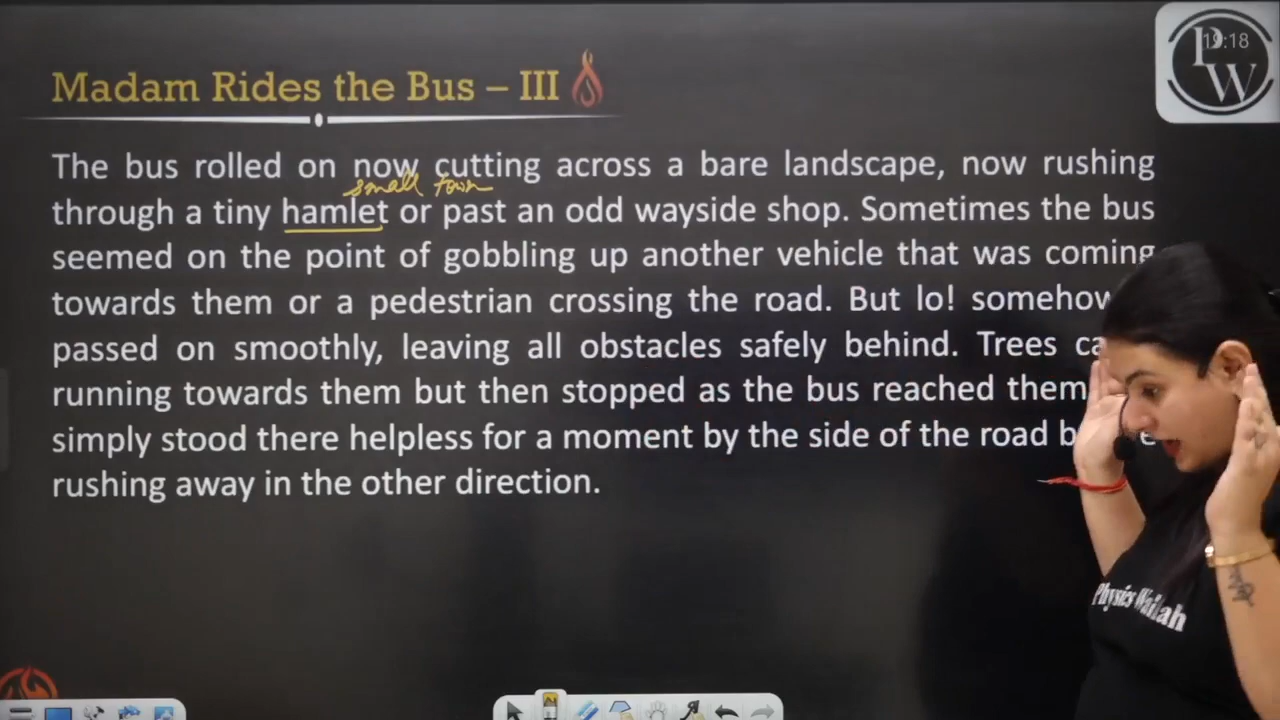 19:18
PW
Madam Rides the Bus – III
The bus rolled on now cutting across a bare landscape, now rushing
small town
through a tiny hamlet or past an odd wayside shop. Sometimes the bus
seemed on the point of gobbling up another vehicle that was coming
towards them or a pedestrian crossing the road. But lo! somehow
passed on smoothly, leaving all obstacles safely behind. Trees
running towards them but then stopped as the bus reached them
simply stood there helpless for a moment by the side of the road
rushing away in the other direction.
Physics Wallah